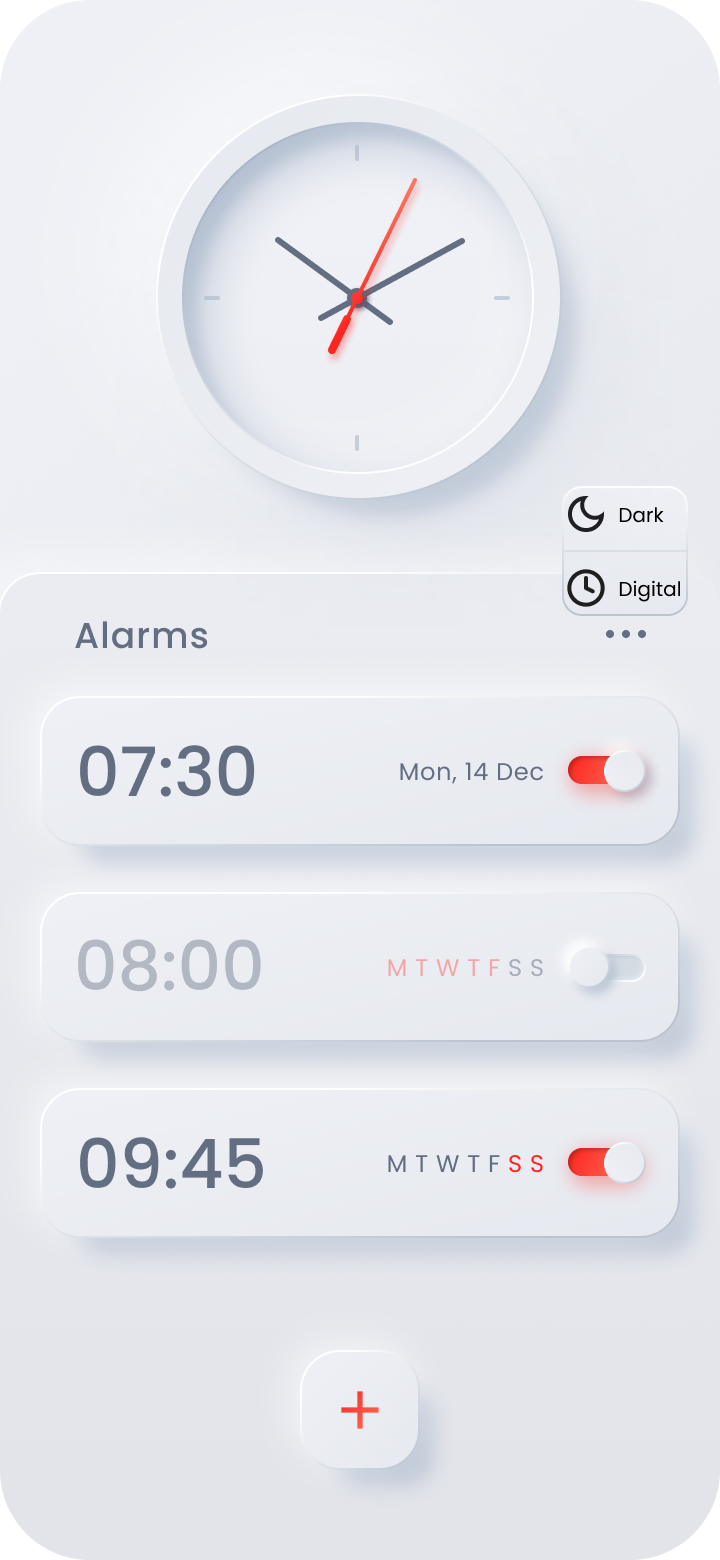 Dark
Digital
Alarms
07:30 Mon, 14 Dec
08:00 M T W T F S S
09:45 M T W T F S S